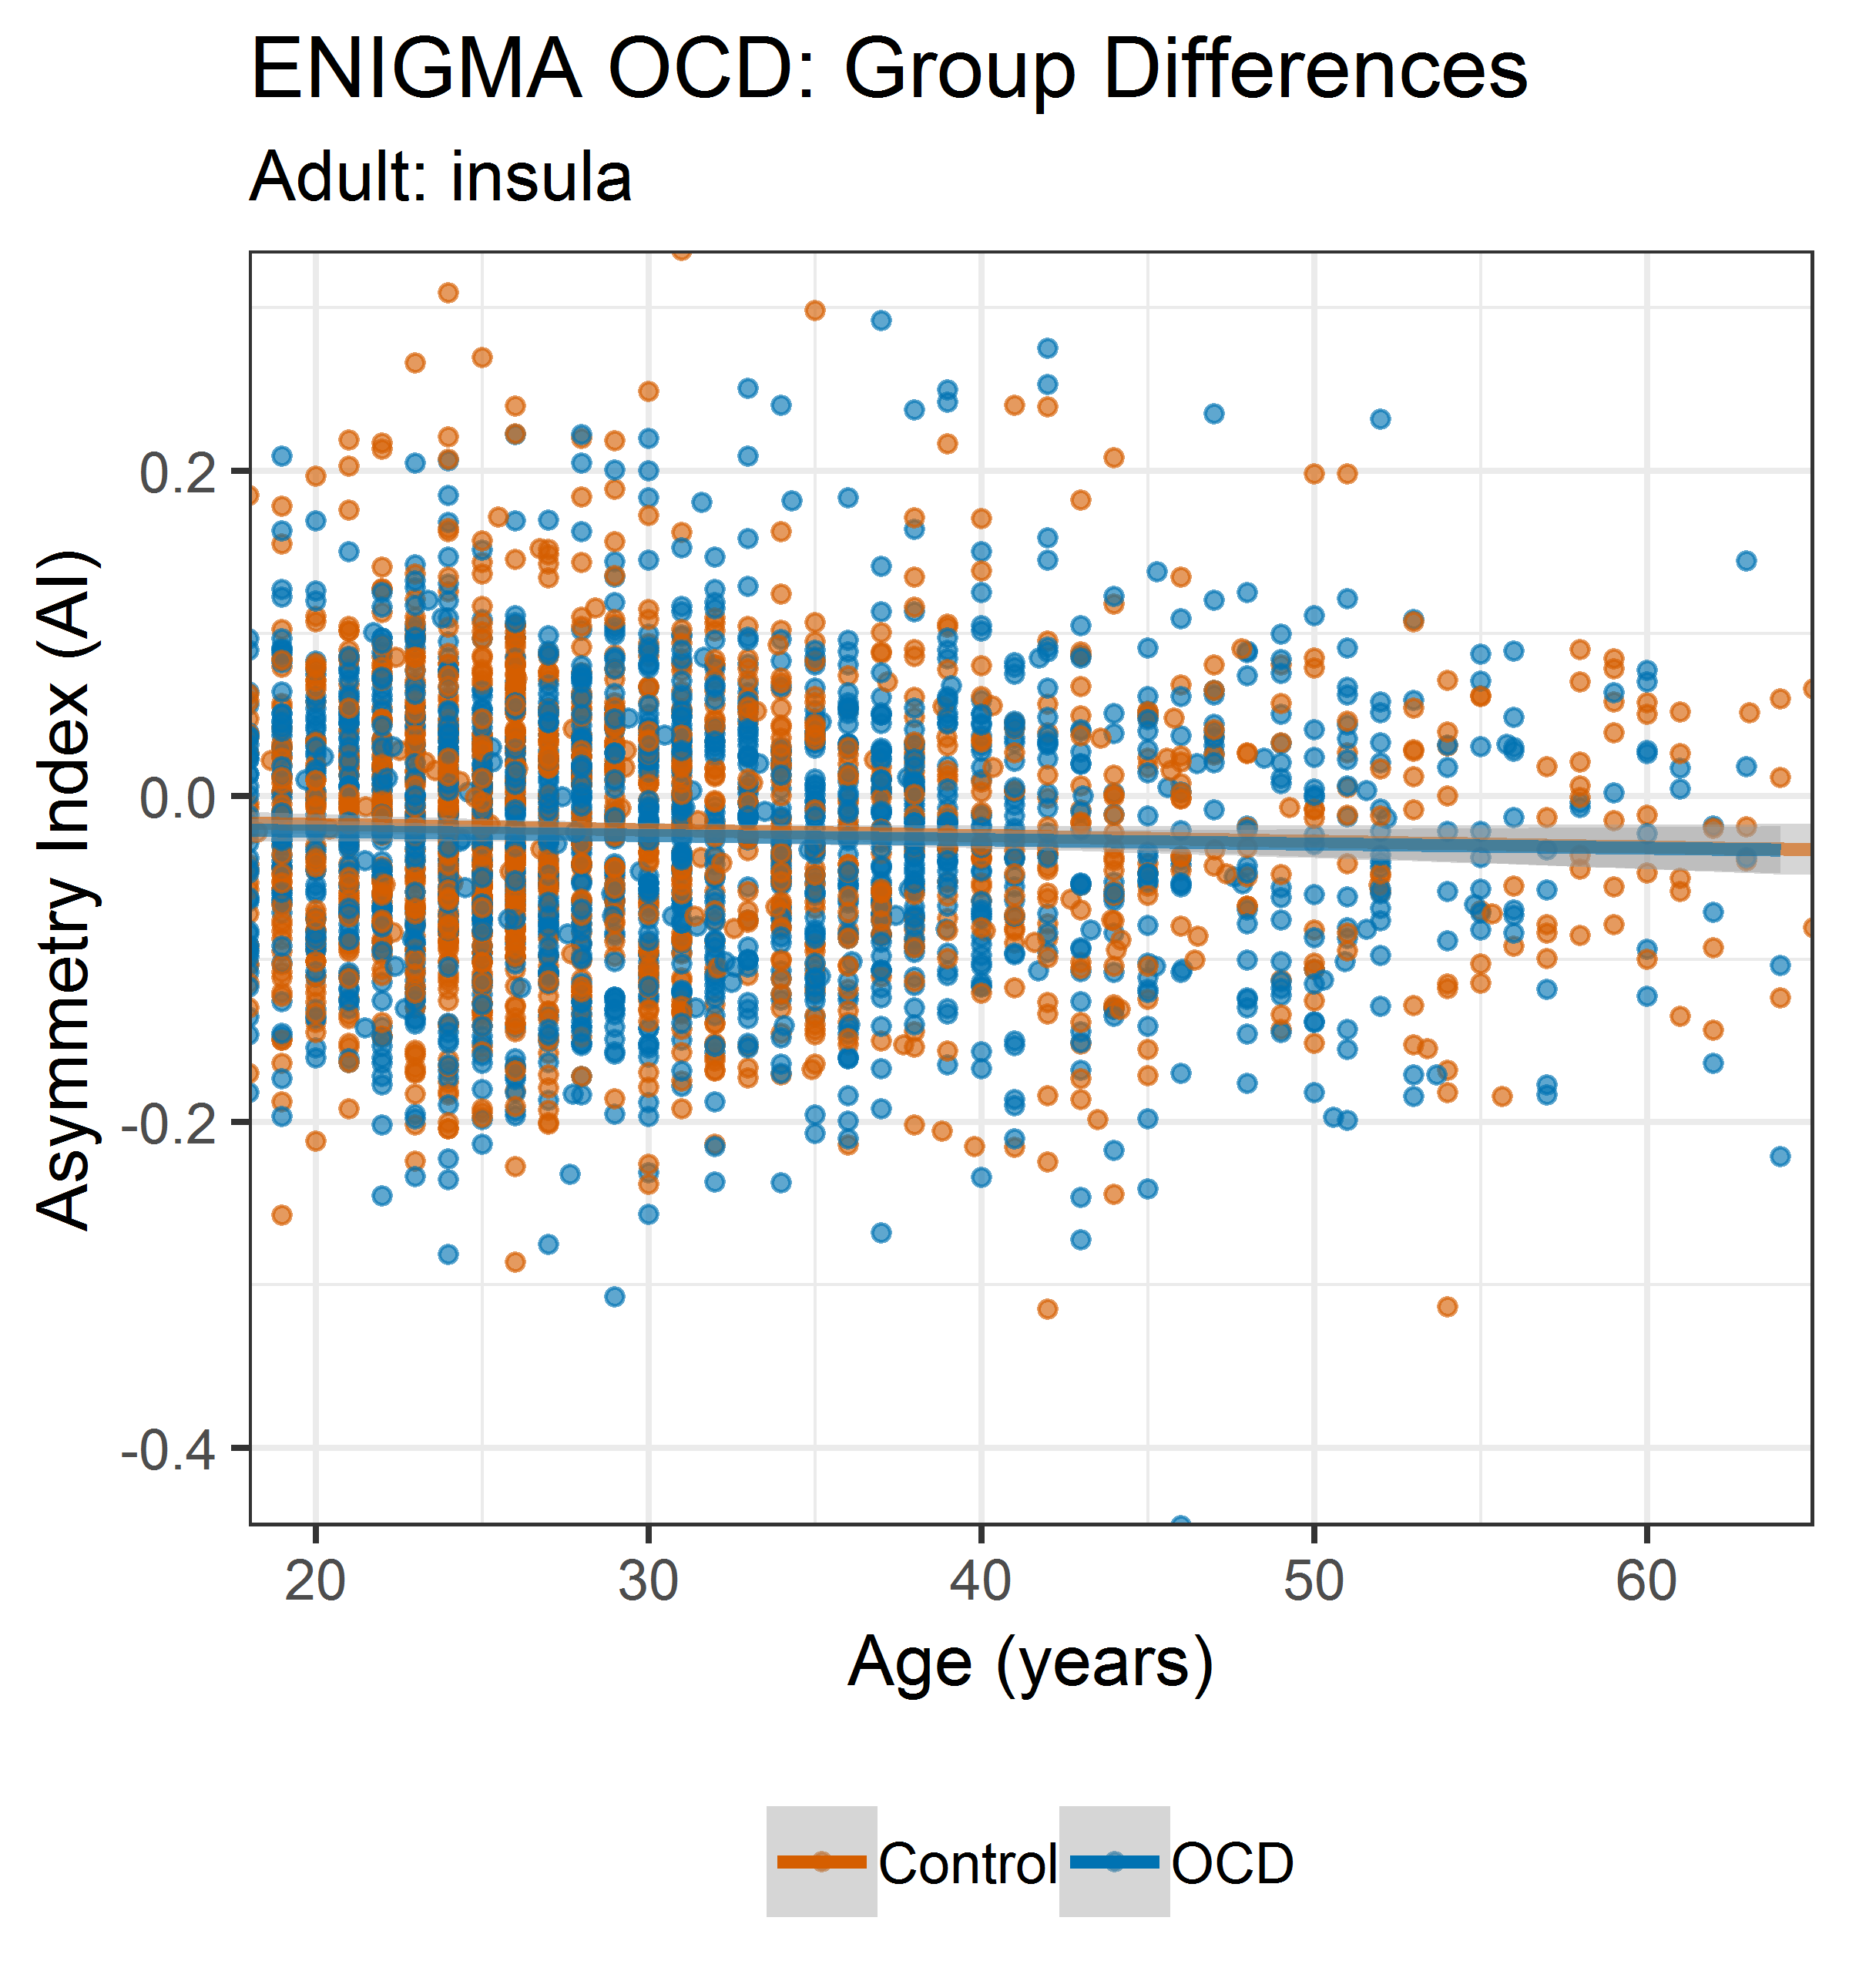 ENIGMA OCD: Group Differences
Adult: insula
Asymmetry Index (AI)
0.2
0.0
-0.2
-0.4
20 30 40 50 60
Age (years)
Control OCD